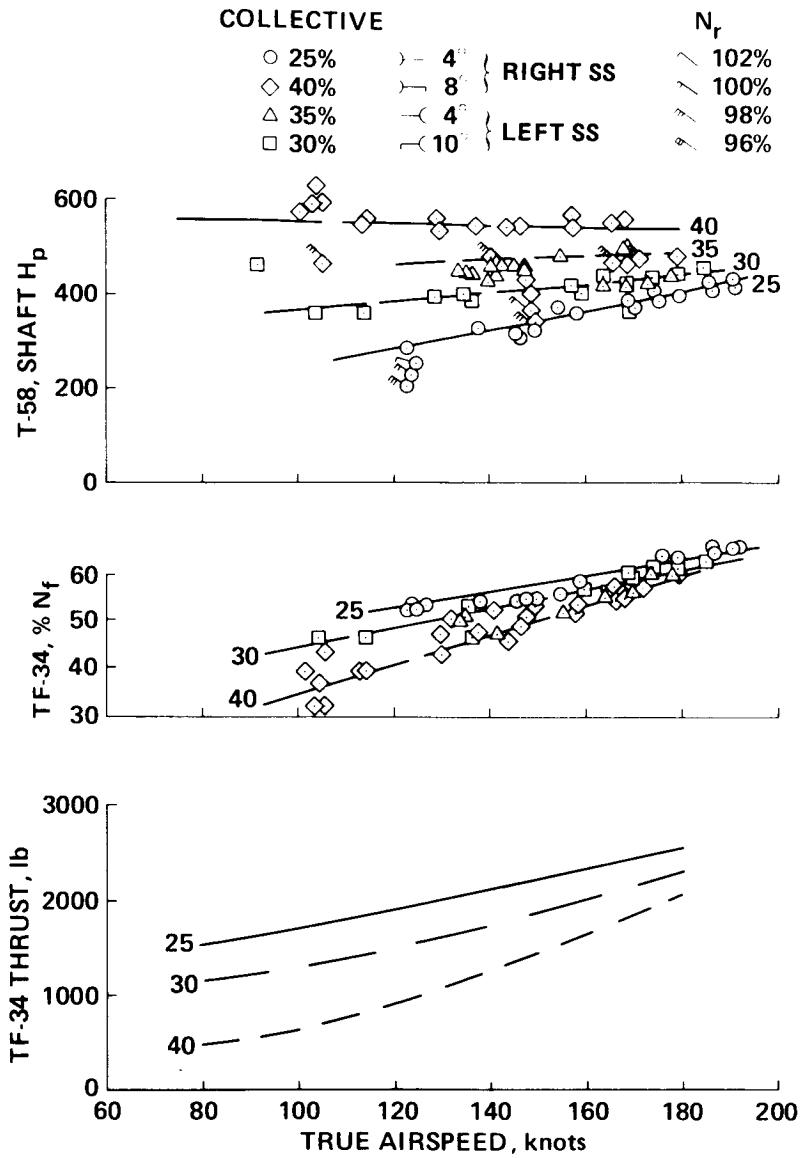 COLLECTIVE N_r
25% 4° 102%
40% 8° RIGHT SS 100%
35% 4° 98%
30% 10° LEFT SS 96%
T-58, SHAFT H_p
600
400
200
0
40
35
30
25
TF-34, % N_f
60
50
40
30
25
30
40
TF-34 THRUST, lb
3000
2000
1000
0
25
30
40
60 80 100 120 140 160 180 200
TRUE AIRSPEED, knots